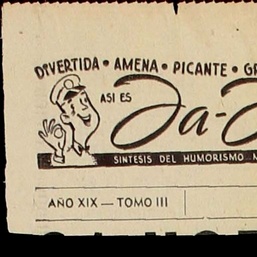 DIVERTIDA • AMENA • PICANTE • GR
ASI ES
Ja-J
SINTESIS DEL HUMORISMO
AÑO XIX — TOMO III